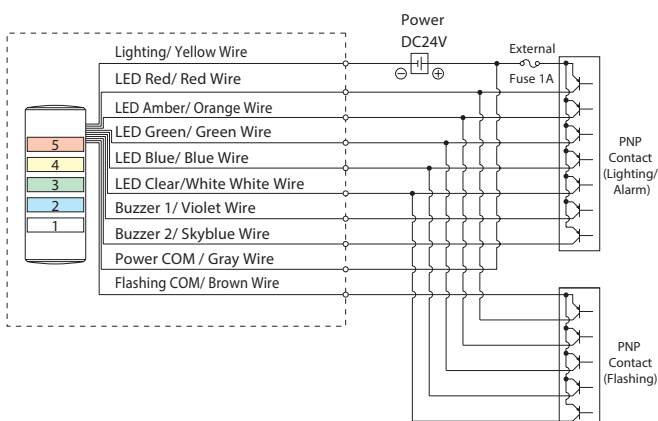 Power
DC24V
External
Fuse 1A
Lighting/ Yellow Wire
LED Red/ Red Wire
LED Amber/ Orange Wire
LED Green/ Green Wire
LED Blue/ Blue Wire
LED Clear/White White Wire
Buzzer 1/ Violet Wire
Buzzer 2/ Skyblue Wire
Power COM / Gray Wire
Flashing COM/ Brown Wire
5
4
3
2
1
PNP
Contact
(Lighting/
Alarm)
PNP
Contact
(Flashing)